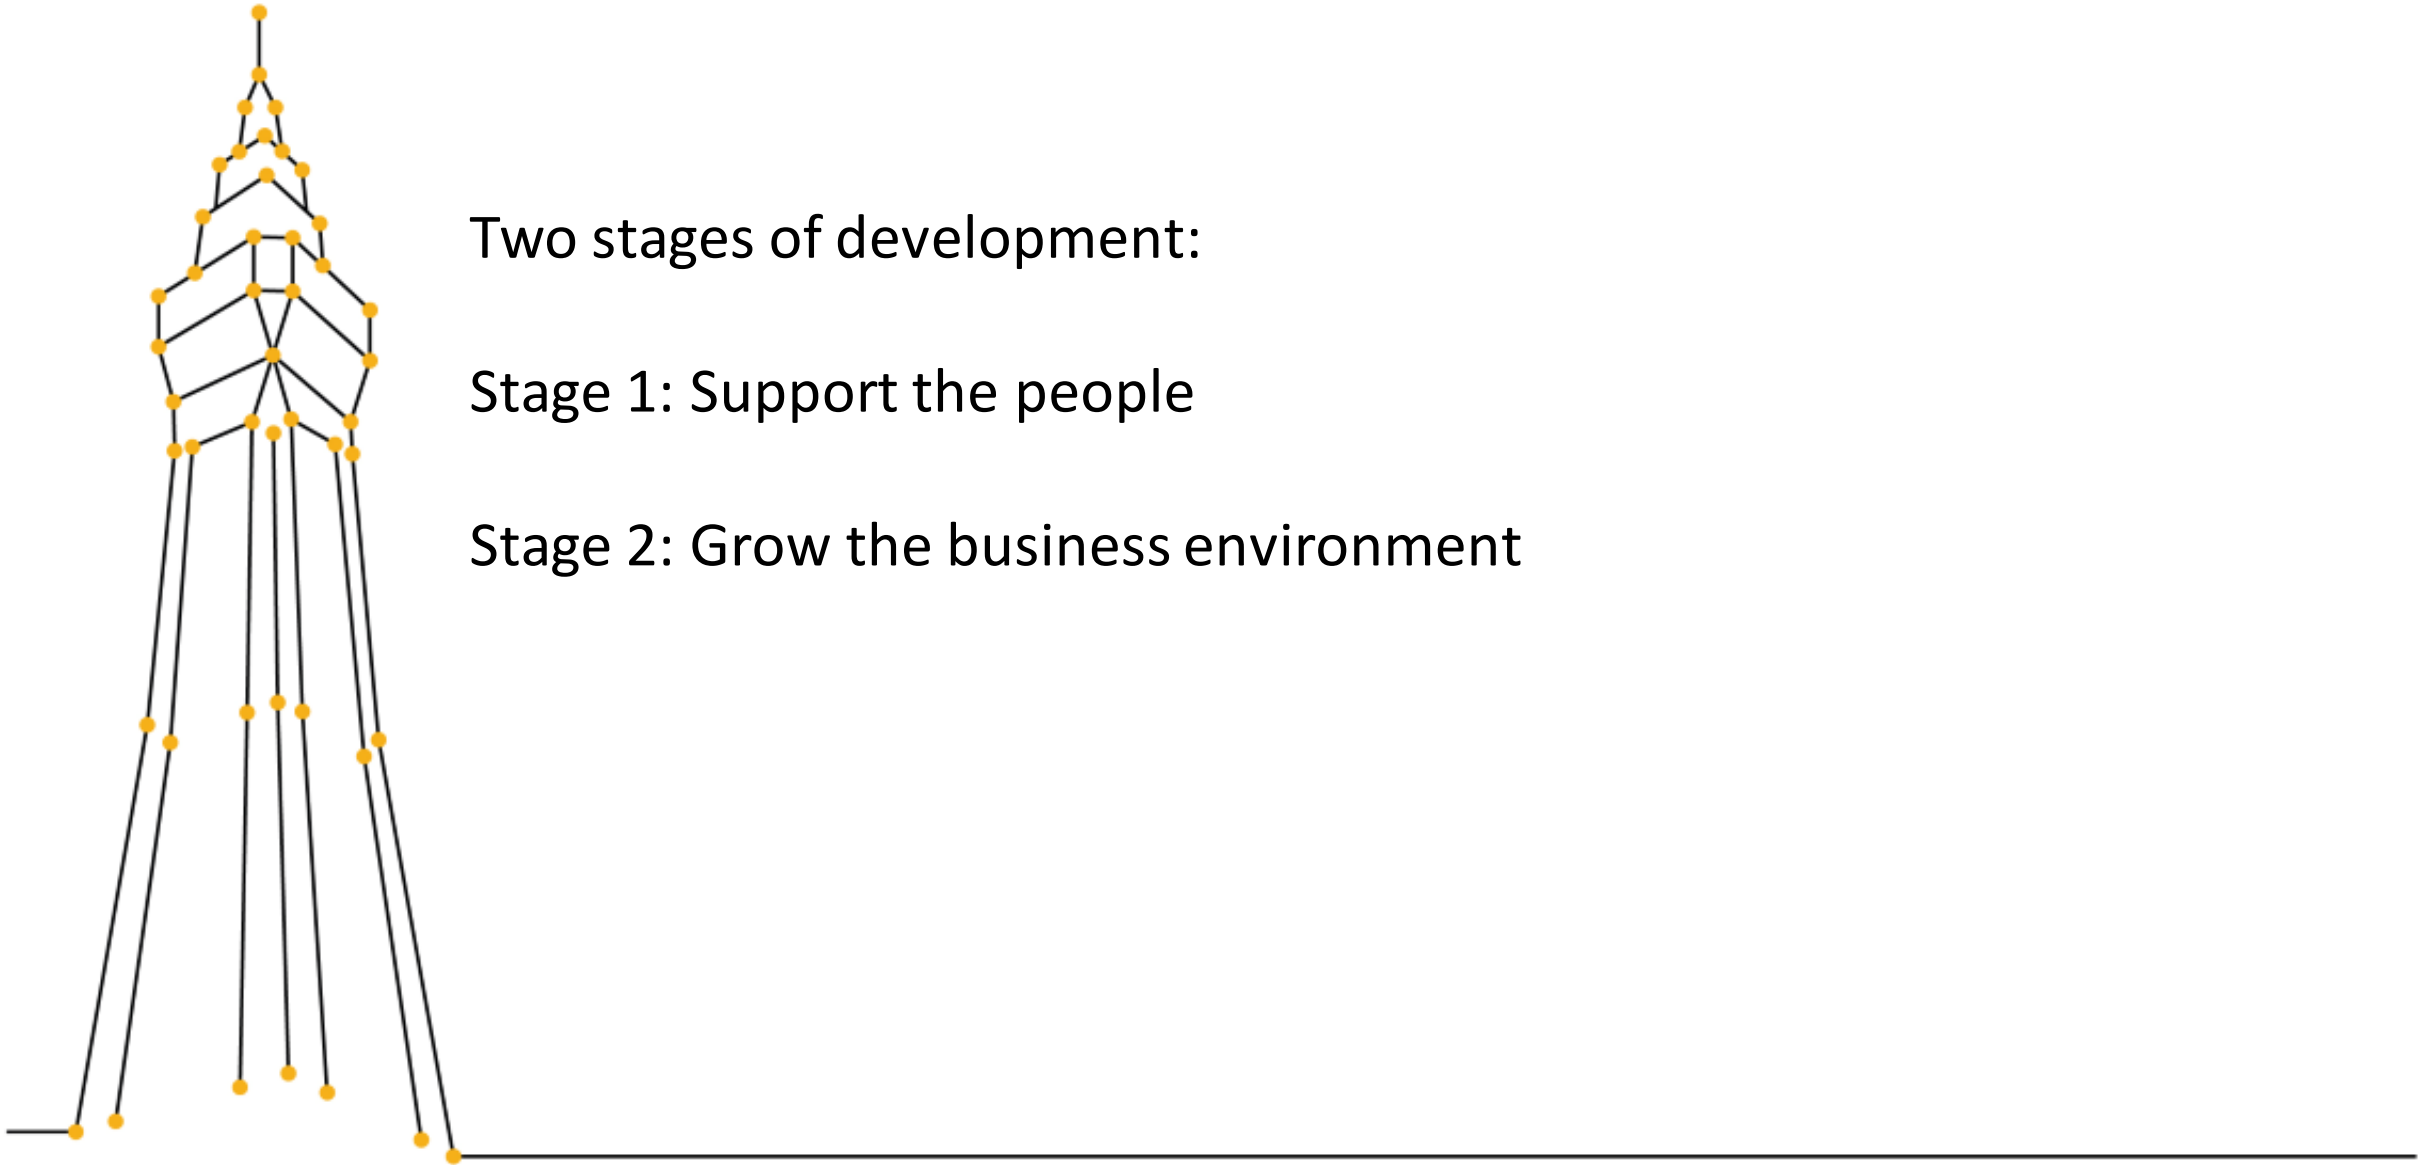 Two stages of development:
Stage 1: Support the people
Stage 2: Grow the business environment